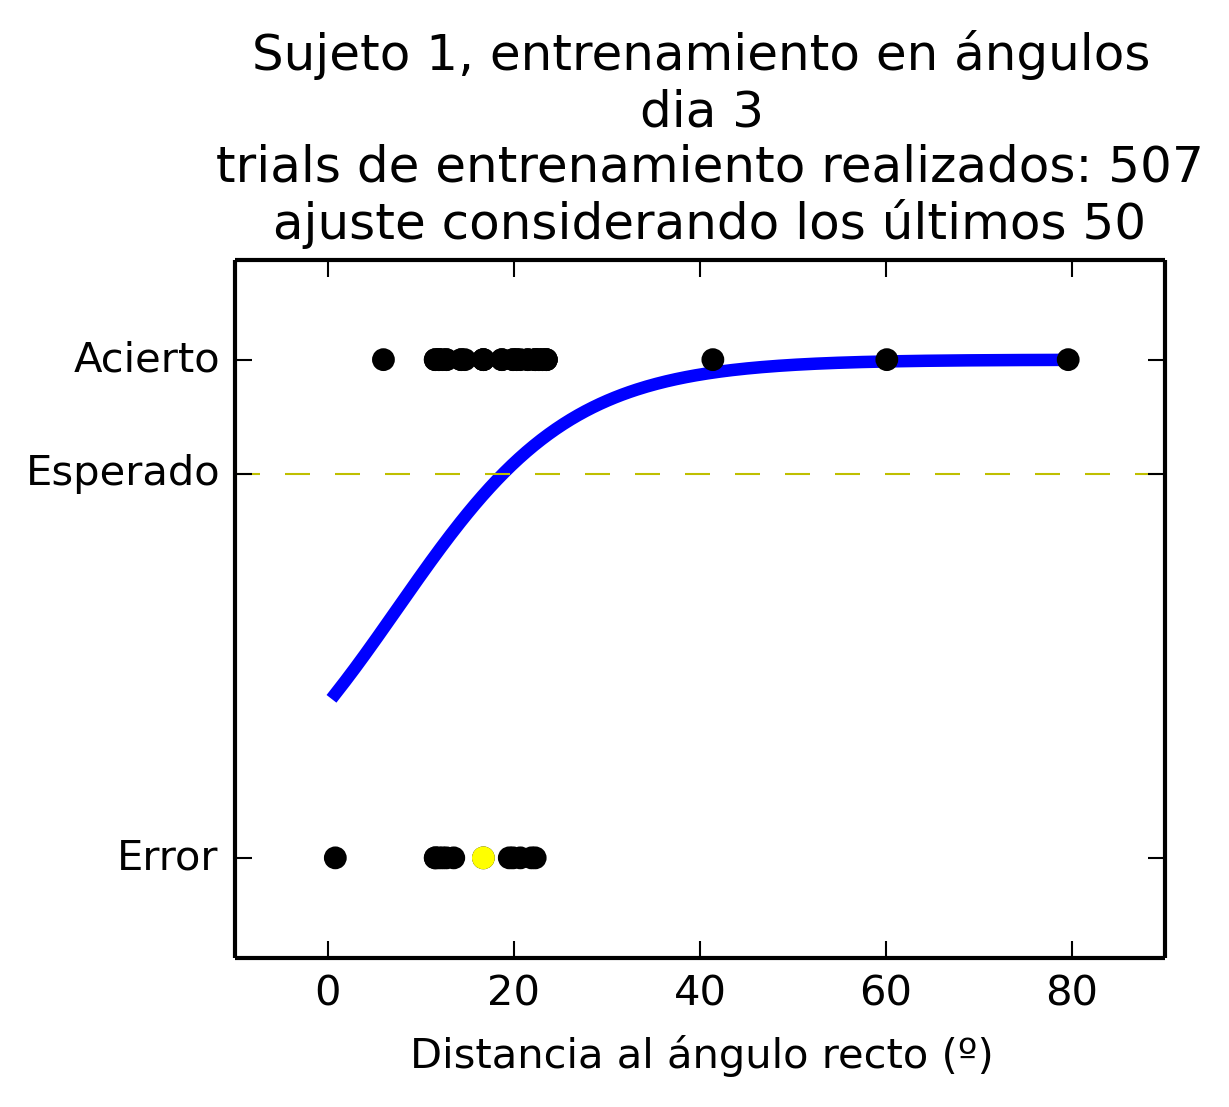 Sujeto 1, entrenamiento en ángulos
dia 3
trials de entrenamiento realizados: 507
ajuste considerando los últimos 50
Acierto
Esperado
Error
0 20 40 60 80
Distancia al ángulo recto (º)